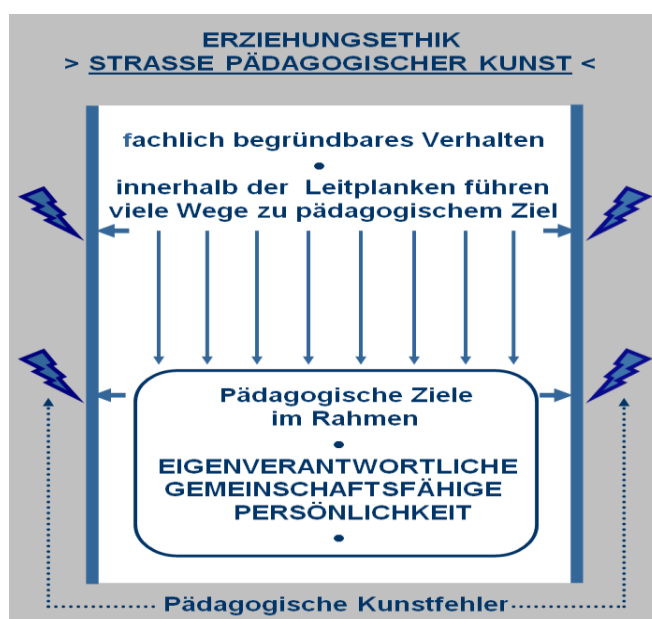 ERZIEHUNGSETHIK
> STRASSE PÄDAGOGISCHER KUNST <
fachlich begründbares Verhalten
•
innerhalb der Leitplanken führen
viele Wege zu pädagogischem Ziel
Pädagogische Ziele
im Rahmen
•
EIGENVERANTWORTLICHE
GEMEINSCHAFTSFÄHIGE
PERSÖNLICHKEIT
•
Pädagogische Kunstfehler